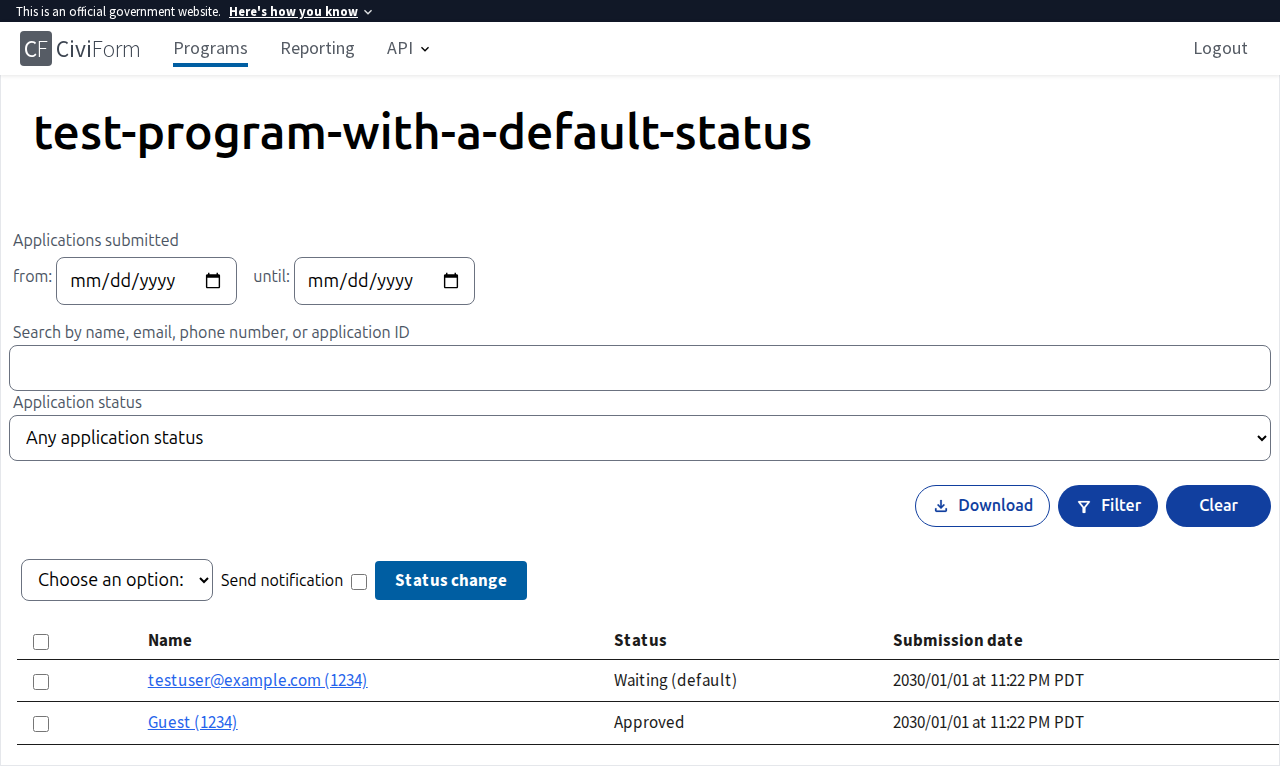 This is an official government website. Here's how you know
CF CiviForm Programs Reporting API Logout
test-program-with-a-default-status
Applications submitted
from: mm/dd/yyyy until: mm/dd/yyyy
Search by name, email, phone number, or application ID
Application status
Any application status
Download Filter Clear
Choose an option: Send notification Status change
Name Status Submission date
testuser@example.com (1234) Waiting (default) 2030/01/01 at 11:22 PM PDT
Guest (1234) Approved 2030/01/01 at 11:22 PM PDT